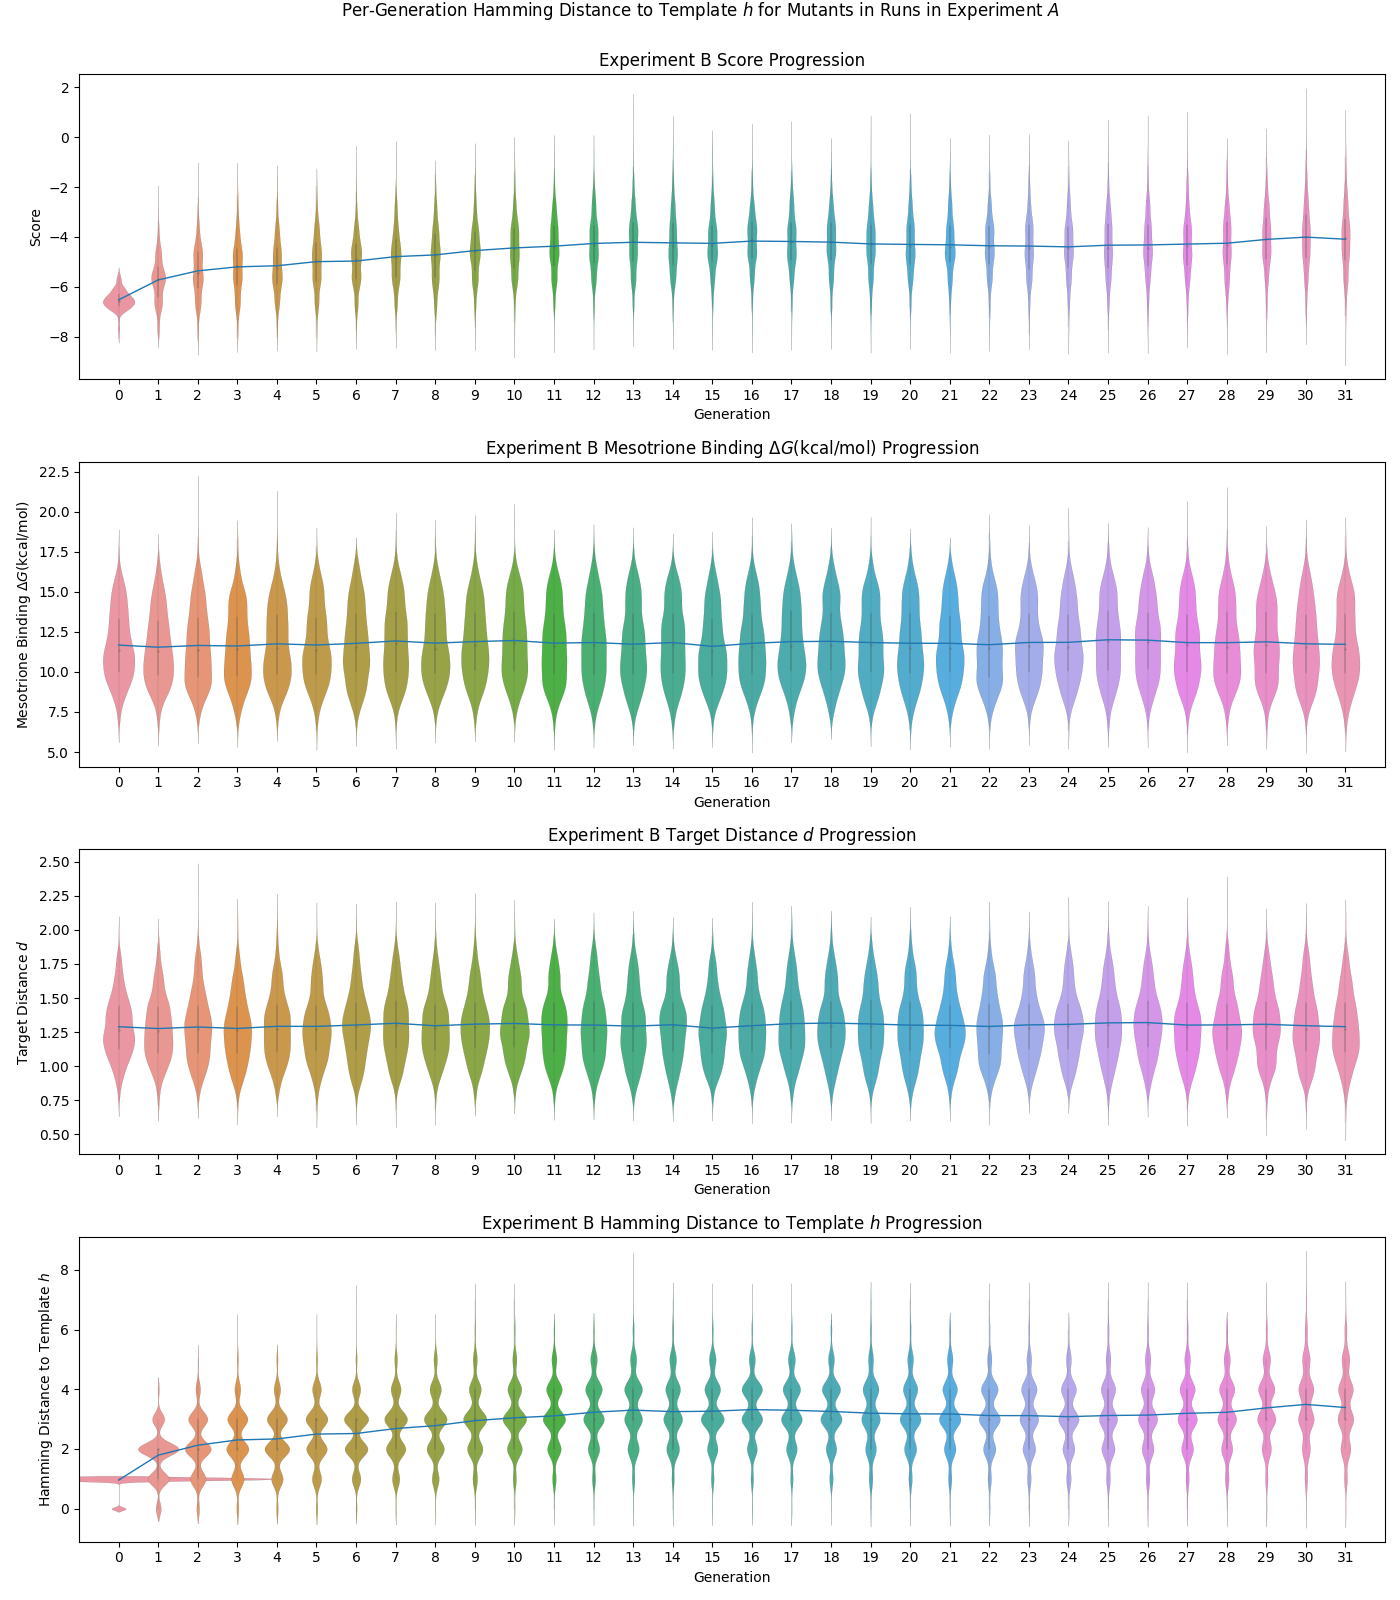 Per-Generation Hamming Distance to Template h for Mutants in Runs in Experiment A
Experiment B Score Progression
Score
2
0
−2
−4
−6
−8
0 1 2 3 4 5 6 7 8 9 10 11 12 13 14 15 16 17 18 19 20 21 22 23 24 25 26 27 28 29 30 31
Generation
Experiment B Mesotrione Binding ΔG(kcal/mol) Progression
Mesotrione Binding ΔG(kcal/mol)
22.5
20.0
17.5
15.0
12.5
10.0
7.5
5.0
0 1 2 3 4 5 6 7 8 9 10 11 12 13 14 15 16 17 18 19 20 21 22 23 24 25 26 27 28 29 30 31
Generation
Experiment B Target Distance d Progression
Target Distance d
2.50
2.25
2.00
1.75
1.50
1.25
1.00
0.75
0.50
0 1 2 3 4 5 6 7 8 9 10 11 12 13 14 15 16 17 18 19 20 21 22 23 24 25 26 27 28 29 30 31
Generation
Experiment B Hamming Distance to Template h Progression
Hamming Distance to Template h
8
6
4
2
0
0 1 2 3 4 5 6 7 8 9 10 11 12 13 14 15 16 17 18 19 20 21 22 23 24 25 26 27 28 29 30 31
Generation